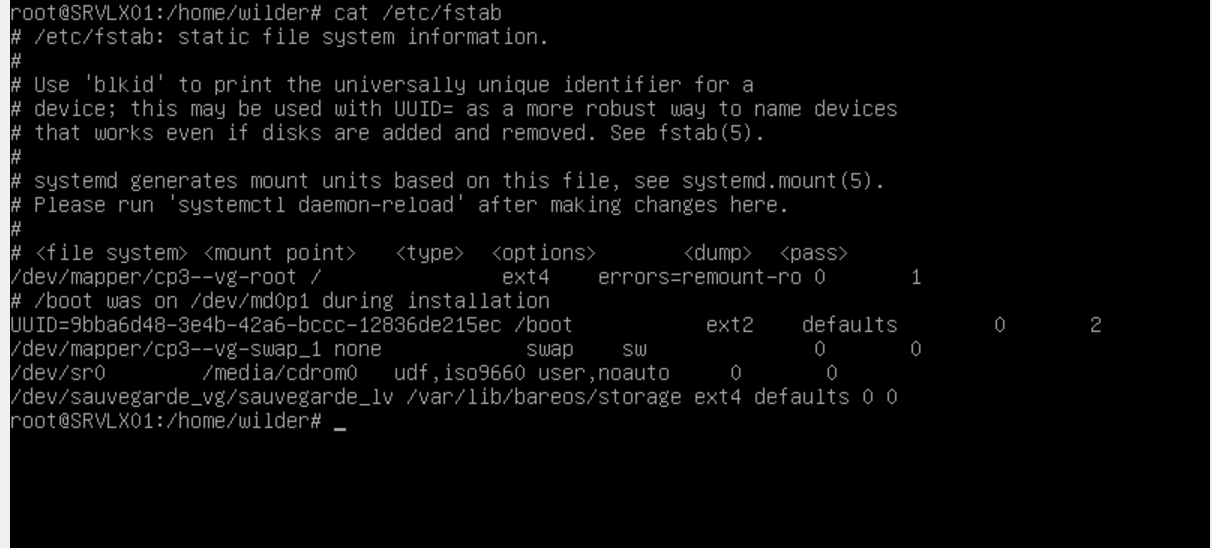 root@SRVLX01:/home/wilder# cat /etc/fstab
# /etc/fstab: static file system information.
#
# Use 'blkid' to print the universally unique identifier for a
# device; this may be used with UUID= as a more robust way to name devices
# that works even if disks are added and removed. See fstab(5).
#
# systemd generates mount units based on this file, see systemd.mount(5).
# Please run 'systemctl daemon-reload' after making changes here.
#
# <file system> <mount point>   <type>  <options>       <dump>  <pass>
/dev/mapper/cp3--vg-root /               ext4    errors=remount-ro 0       1
# /boot was on /dev/md0p1 during installation
UUID=9bba6d48-3e4b-42a6-bccc-12836de215ec /boot           ext2    defaults        0       2
/dev/mapper/cp3--vg-swap_1 none            swap    sw              0       0
/dev/sr0        /media/cdrom0   udf,iso9660 user,noauto     0       0
/dev/sauvegarde_vg/sauvegarde_lv /var/lib/bareos/storage ext4 defaults 0 0
root@SRVLX01:/home/wilder# _